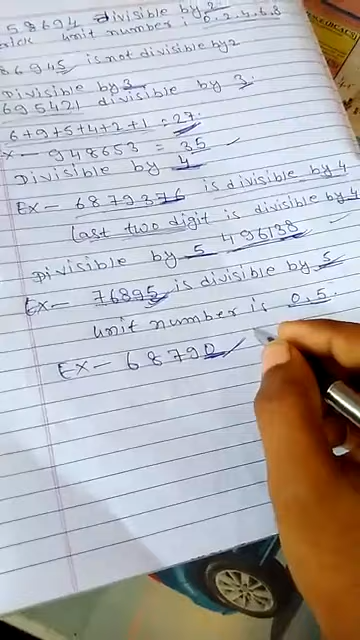 58694 divisible by 2.
trick unit number: 0,2,4,6,8
86945 is not divisible by 2
Divisible by 3
695421 divisible by 3.
6+9+5+4+2+1 = 27.
Ex- 948653 = 35
Divisible by 4
Ex- 6879376 is divisible by 4
last two digit is divisible by 4
496138
Divisible by 5
Ex- 76895 is divisible by 5
unit number is 0,5.
Ex- 68790